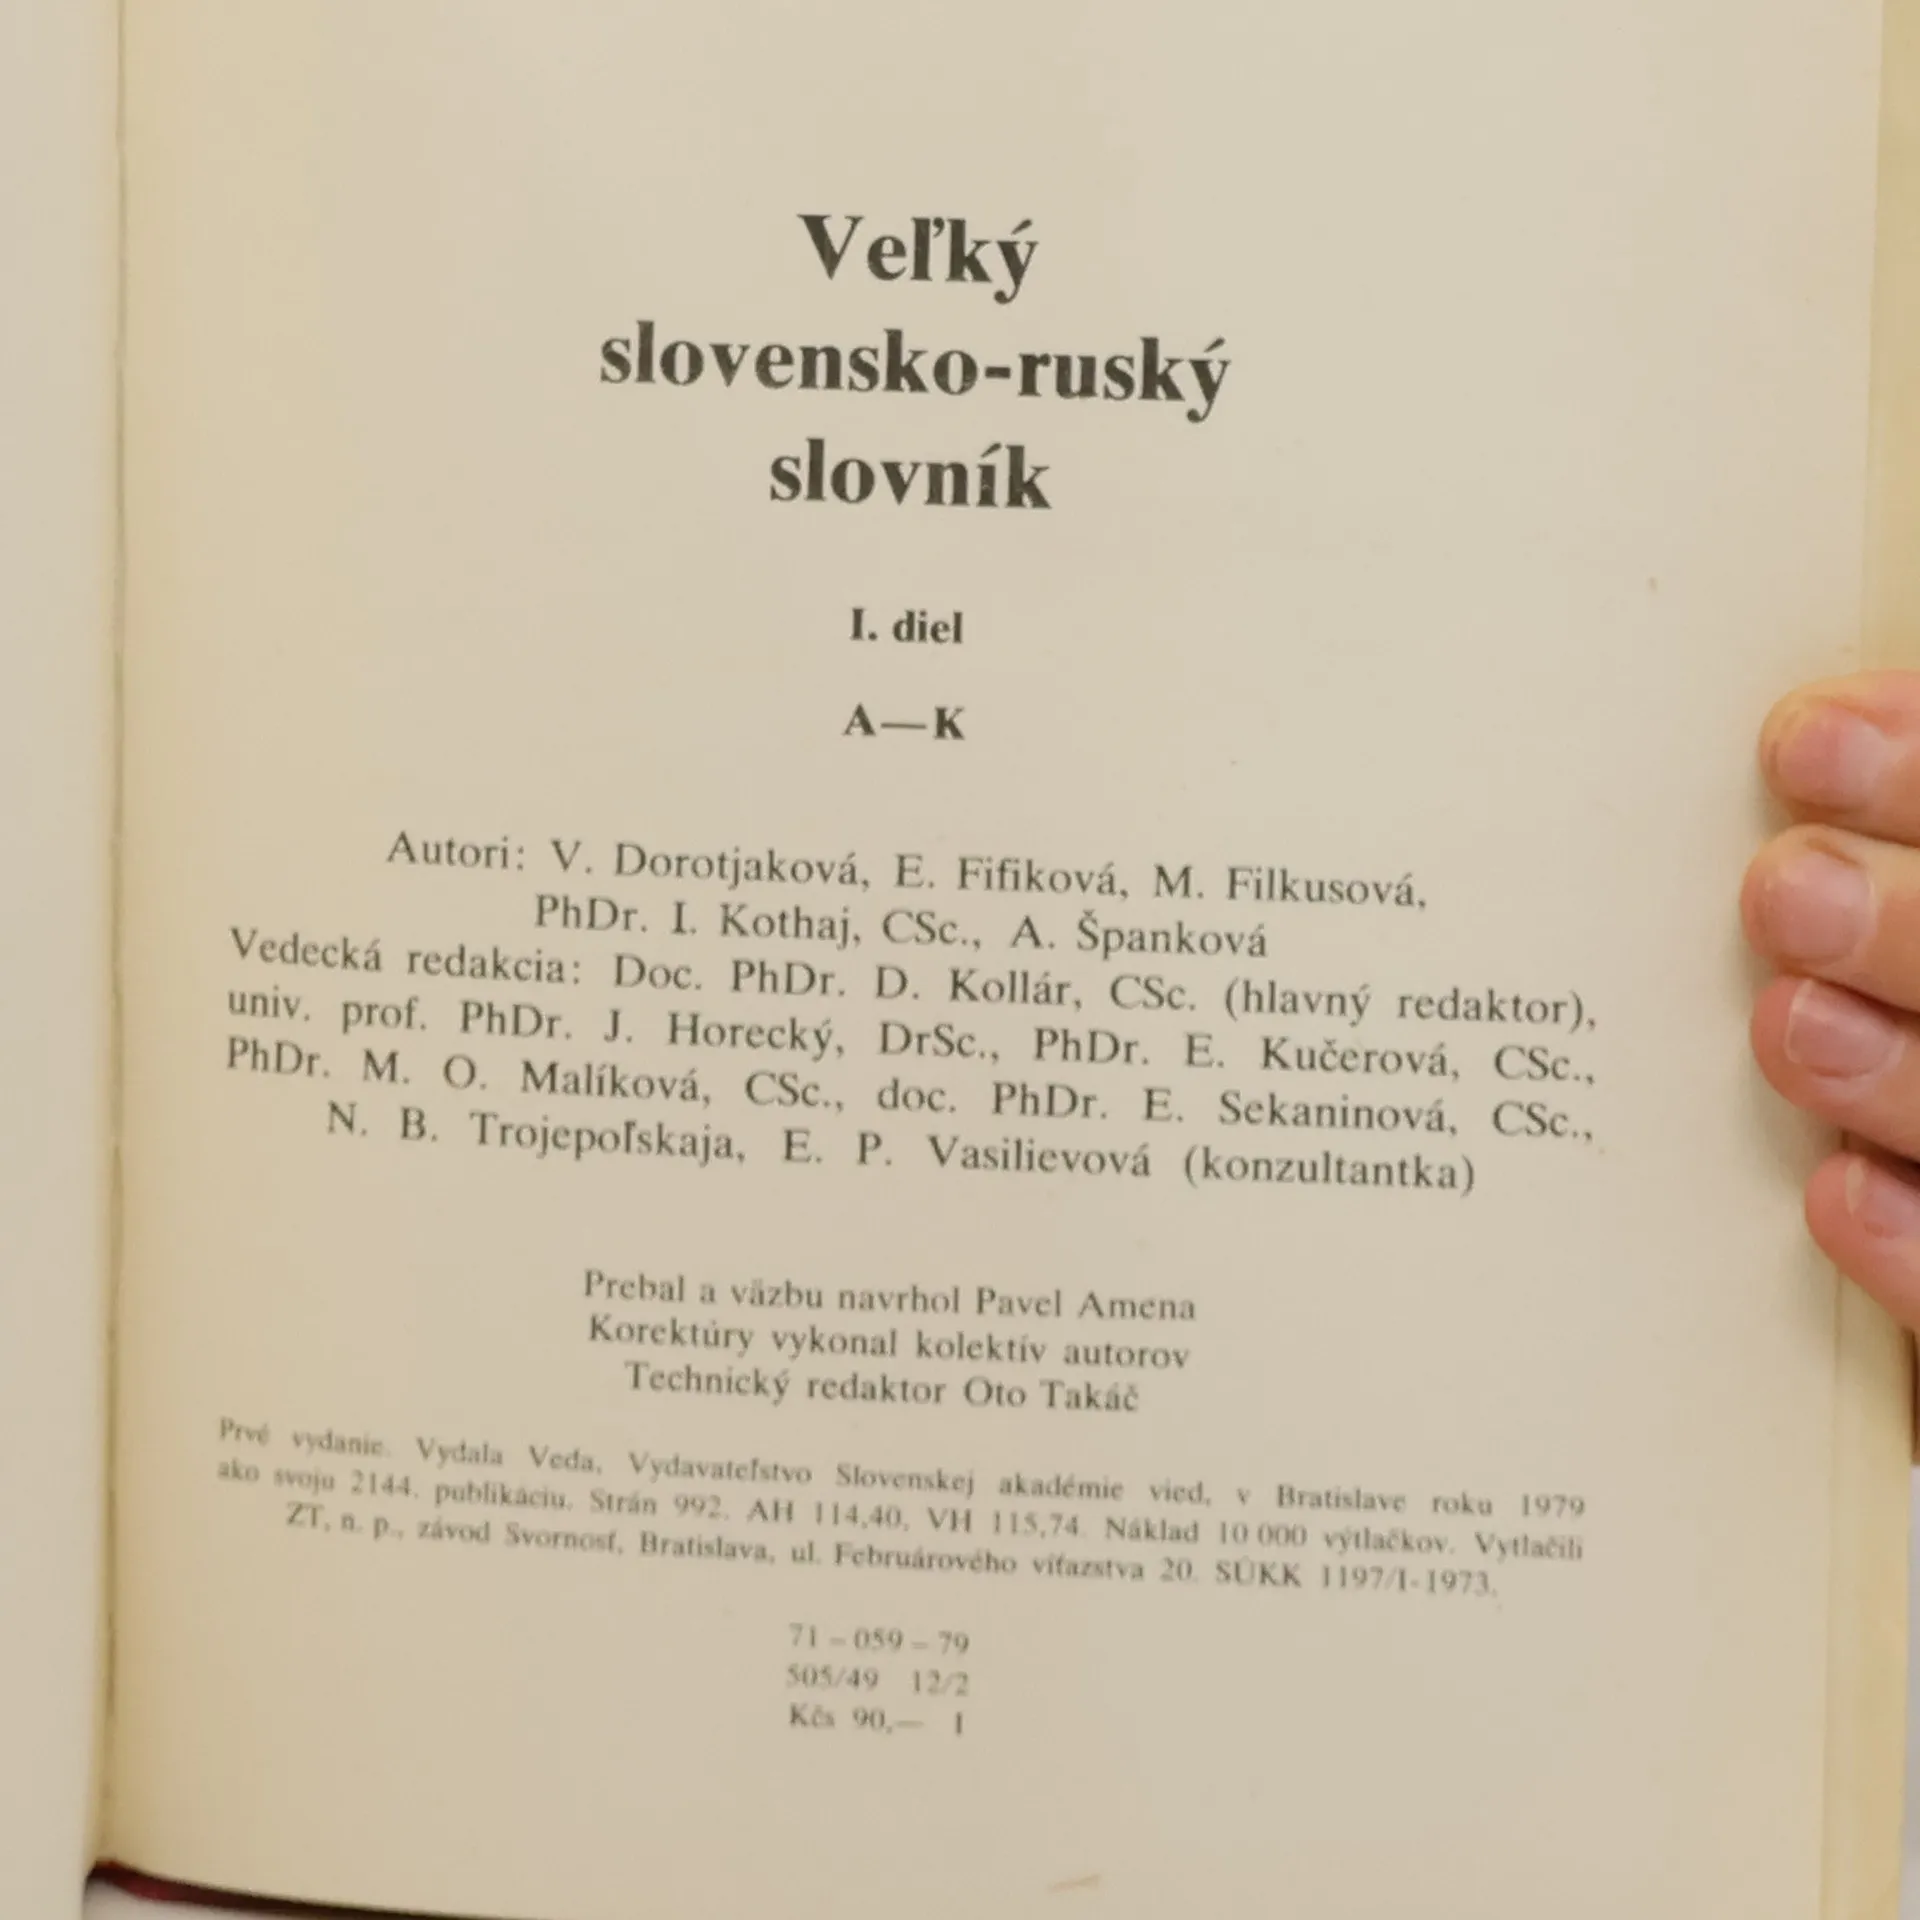 Veľký
slovensko-ruský
slovník
I. diel
A—K
Autori: V. Dorotjaková, E. Fifiková, M. Filkusová,
PhDr. I. Kothaj, CSc., A. Španková
Vedecká redakcia: Doc. PhDr. D. Kollár, CSc. (hlavný redaktor),
univ. prof. PhDr. J. Horecký, DrSc., PhDr. E. Kučerová, CSc.,
PhDr. M. O. Malíková, CSc., doc. PhDr. E. Sekaninová, CSc.,
N. B. Trojepoľskaja, E. P. Vasilievová (konzultantka)
Prebal a väzbu navrhol Pavel Amena
Korektúry vykonal kolektív autorov
Technický redaktor Oto Takáč
Prvé vydanie. Vydala Veda, Vydavateľstvo Slovenskej akadémie vied, v Bratislave roku 1979
ako svoju 2144. publikáciu. Strán 992. AH 114,40, VH 115,74. Náklad 10 000 výtlačkov. Vytlačili
ZT, n. p., závod Svornosť, Bratislava, ul. Februárového víťazstva 20. SÚKK 1197/I-1973.
71 – 059 – 79
505/49 12/2
Kčs 90,— I